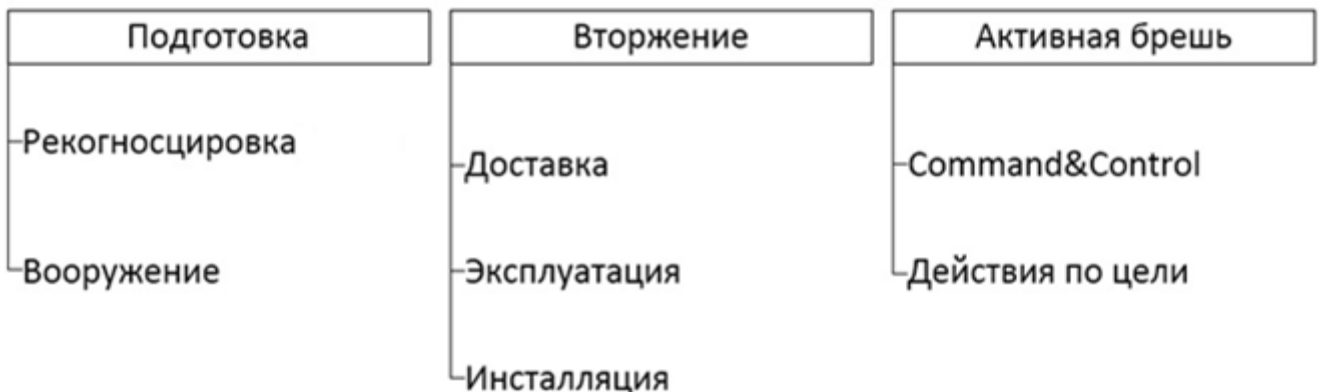 Подготовка
Рекогносцировка
Вооружение
Вторжение
Доставка
Эксплуатация
Инсталляция
Активная брешь
Command&Control
Действия по цели